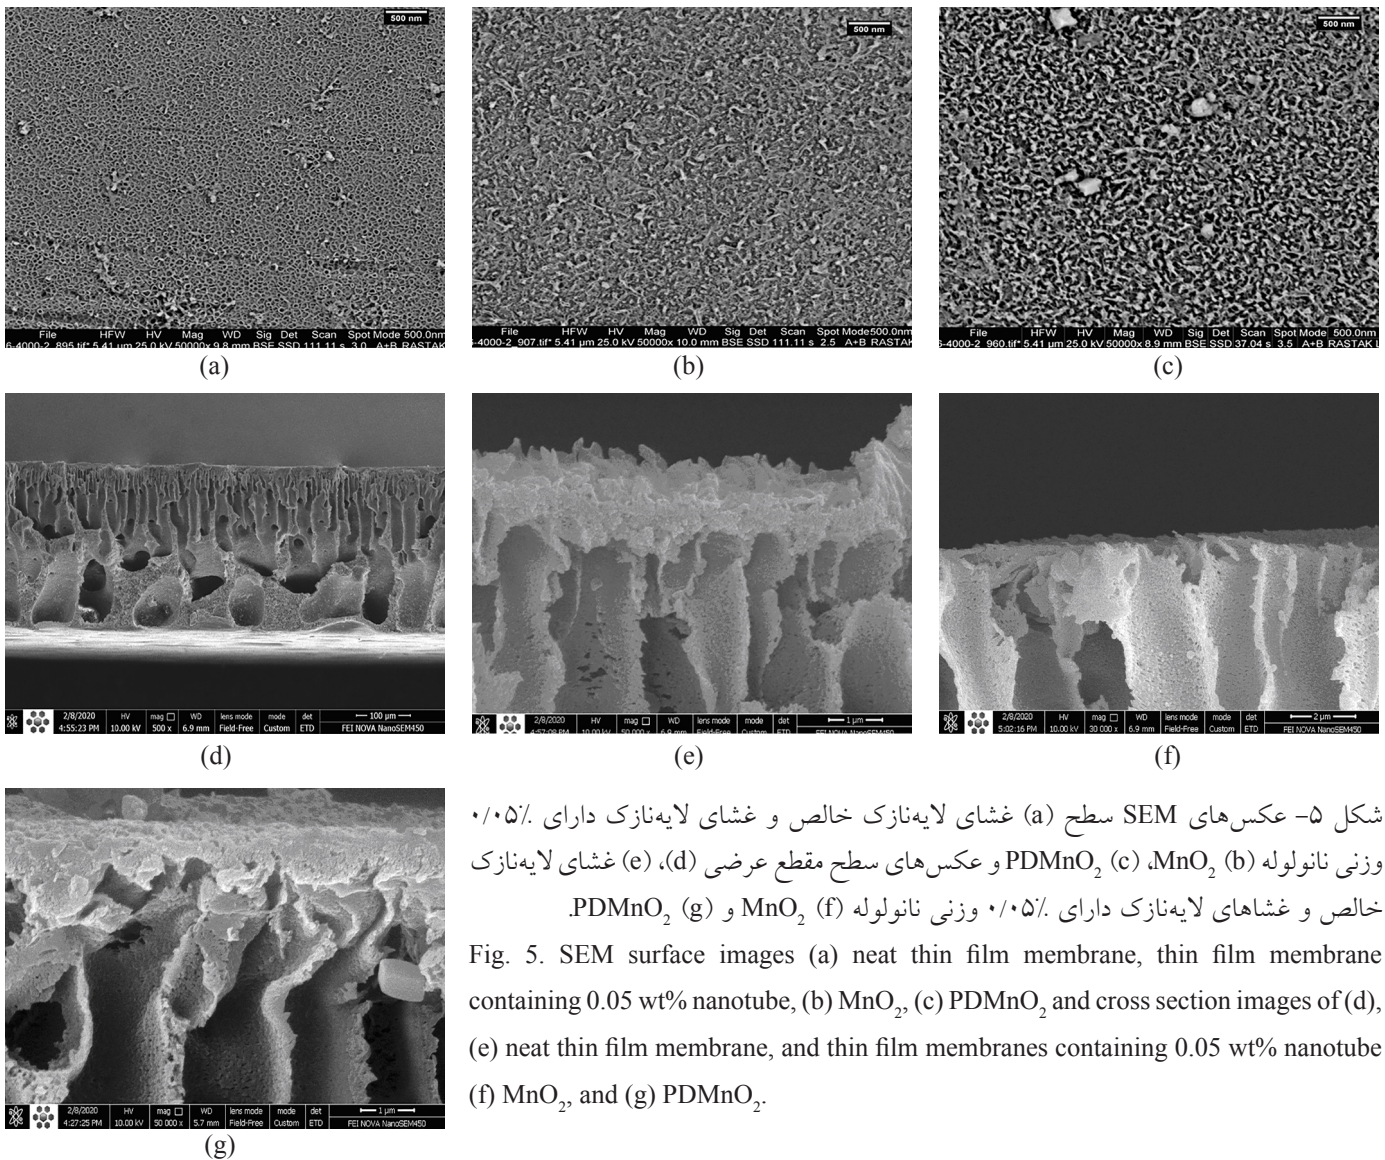 500 nm
500 nm
500 nm
File HFW HV Mag WD Sig Det Scan Spot Mode 500.0nm
6-4000-2_895.tif* 5.41 µm 25.0 kV 50000x 9.8 mm BSE SSD 111.11 s 3.0 A+B RASTAK
File HFW HV Mag WD Sig Det Scan Spot Mode 500.0nm
6-4000-2_907.tif* 5.41 µm 25.0 kV 50000x 10.0 mm BSE SSD 111.11 s 2.5 A+B RASTAK
File HFW HV Mag WD Sig Det Scan Spot Mode 500.0nm
6-4000-2_960.tif* 5.41 µm 25.0 kV 50000x 8.9 mm BSE SSD 37.04 s 3.5 A+B RASTAK L
(a)
(b)
(c)
2/8/2020 HV mag WD lens mode mode det 100 µm
4:55:23 PM 10.00 kV 500 x 6.9 mm Field-Free Custom ETD FEI NOVA NanoSEM450
2/8/2020 HV mag WD lens mode mode det 1 µm
4:57:08 PM 10.00 kV 50 000 x 6.9 mm Field-Free Custom ETD FEI NOVA NanoSEM450
2/8/2020 HV mag WD lens mode mode det 2 µm
5:02:16 PM 10.00 kV 30 000 x 6.9 mm Field-Free Custom ETD FEI NOVA NanoSEM450
(d)
(e)
(f)
2/8/2020 HV mag WD lens mode mode det 1 µm
4:27:25 PM 10.00 kV 50 000 x 5.7 mm Field-Free Custom ETD FEI NOVA NanoSEM450
(g)
شکل ۵- عکس‌های SEM سطح (a) غشای لایه‌نازک خالص و غشای لایه‌نازک دارای ۰/۰۵٪
وزنی نانولوله MnO₂ (b)، PDMnO₂ (c) و عکس‌های سطح مقطع عرضی (d)، (e) غشای لایه‌نازک
خالص و غشاهای لایه‌نازک دارای ۰/۰۵٪ وزنی نانولوله MnO₂ (f) و PDMnO₂ (g).
Fig. 5. SEM surface images (a) neat thin film membrane, thin film membrane
containing 0.05 wt% nanotube, (b) MnO₂, (c) PDMnO₂ and cross section images of (d),
(e) neat thin film membrane, and thin film membranes containing 0.05 wt% nanotube
(f) MnO₂, and (g) PDMnO₂.